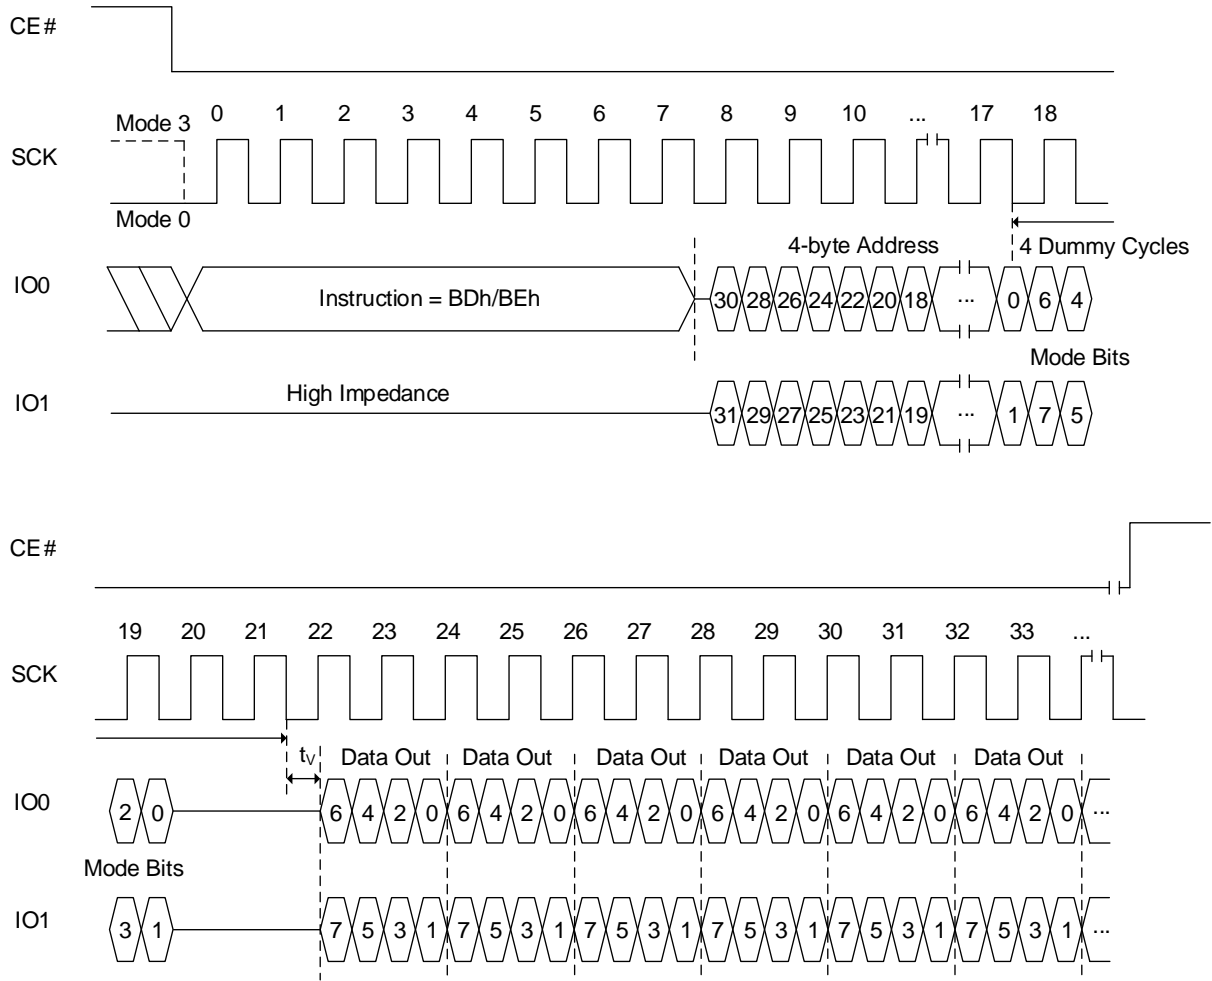 CE#
0 1 2 3 4 5 6 7 8 9 10 ... 17 18
Mode 3
SCK
Mode 0
4-byte Address 4 Dummy Cycles
IO0 Instruction = BDh/BEh 30 28 26 24 22 20 18 ... 0 6 4
Mode Bits
IO1 High Impedance 31 29 27 25 23 21 19 ... 1 7 5
CE#
19 20 21 22 23 24 25 26 27 28 29 30 31 32 33 ...
SCK
tV Data Out Data Out Data Out Data Out Data Out Data Out
IO0 2 0 6 4 2 0 6 4 2 0 6 4 2 0 6 4 2 0 6 4 2 0 6 4 2 0 ...
Mode Bits
IO1 3 1 7 5 3 1 7 5 3 1 7 5 3 1 7 5 3 1 7 5 3 1 7 5 3 1 ...